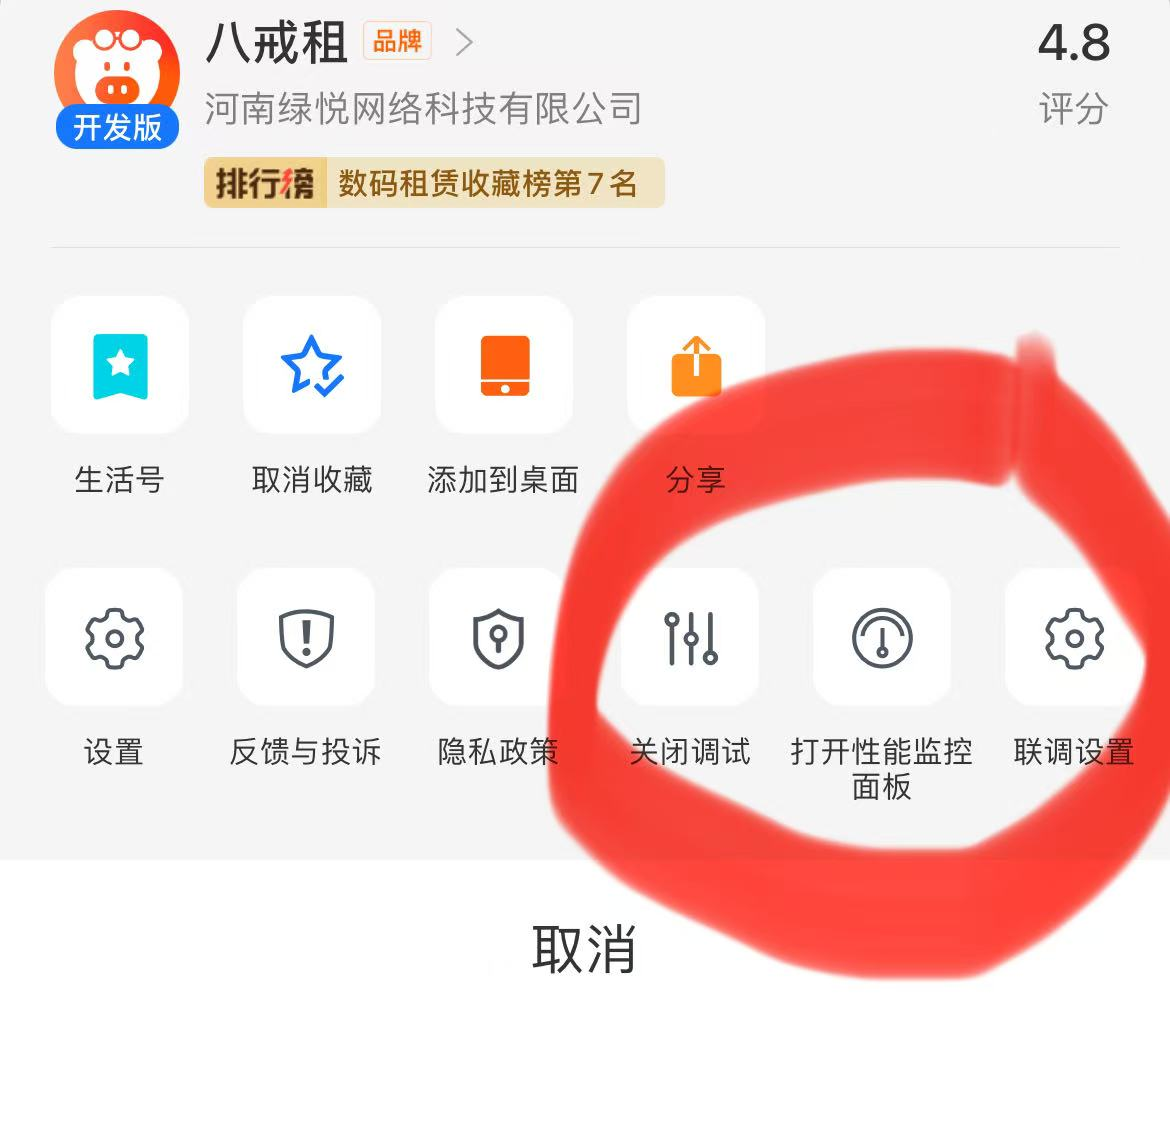 八戒租 品牌
4.8
河南绿悦网络科技有限公司
评分
开发版
排行榜 数码租赁收藏榜第7名
生活号 取消收藏 添加到桌面 分享
设置 反馈与投诉 隐私政策 关闭调试 打开性能监控 联调设置
面板
取消